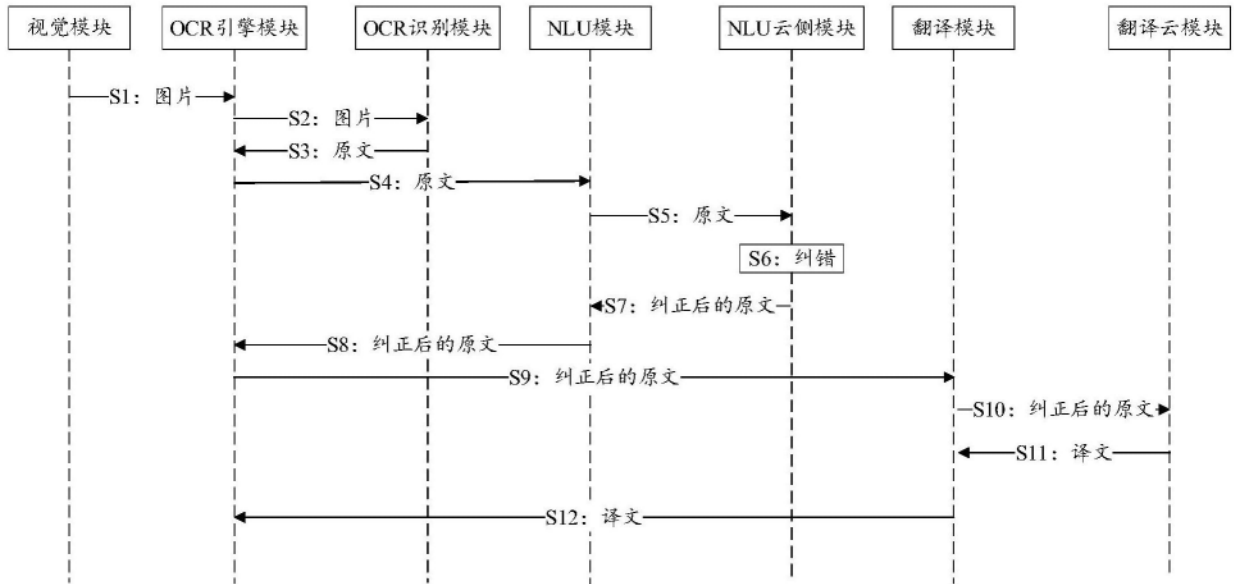 视觉模块 OCR引擎模块 OCR识别模块 NLU模块 NLU云侧模块 翻译模块 翻译云模块
S1：图片
S2：图片
S3：原文
S4：原文
S5：原文
S6：纠错
S7：纠正后的原文
S8：纠正后的原文
S9：纠正后的原文
S10：纠正后的原文
S11：译文
S12：译文